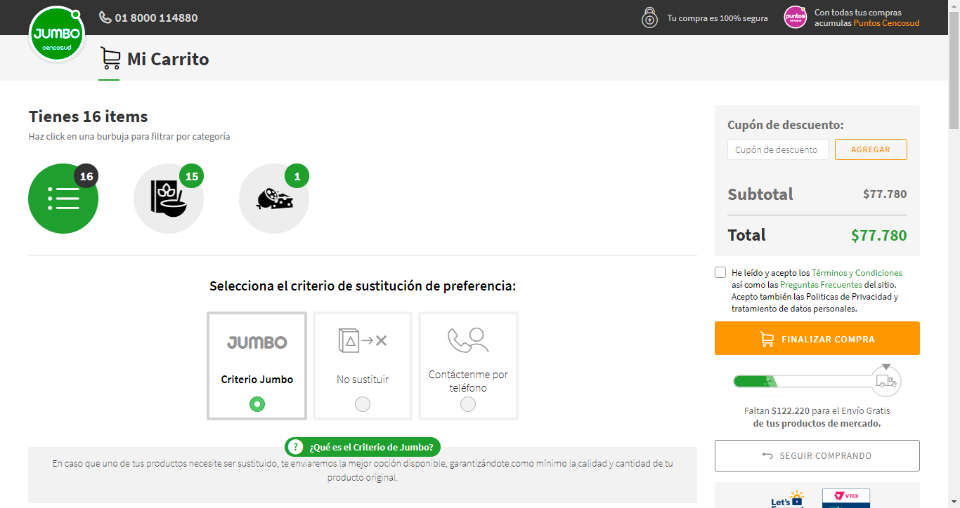 JUMBO
cencosud
01 8000 114880
Tu compra es 100% segura
puntos
Con todas tus compras
acumulas Puntos Cencosud
Mi Carrito
Tienes 16 items
Haz click en una burbuja para filtrar por categoría
16
15
1
Selecciona el criterio de sustitución de preferencia:
JUMBO
Criterio Jumbo
No sustituir
Contáctenme por
teléfono
? ¿Qué es el Criterio de Jumbo?
En caso que uno de tus productos necesite ser sustituido, te enviaremos la mejor opción disponible, garantizándote como mínimo la calidad y cantidad de tu
producto original.
Cupón de descuento:
Cupón de descuento
AGREGAR
Subtotal $77.780
Total $77.780
He leído y acepto los Términos y Condiciones
así como las Preguntas Frecuentes del sitio.
Acepto también las Políticas de Privacidad y
tratamiento de datos personales.
FINALIZAR COMPRA
Faltan $122.220 para el Envío Gratis
de tus productos de mercado.
SEGUIR COMPRANDO
Let's
VTEX